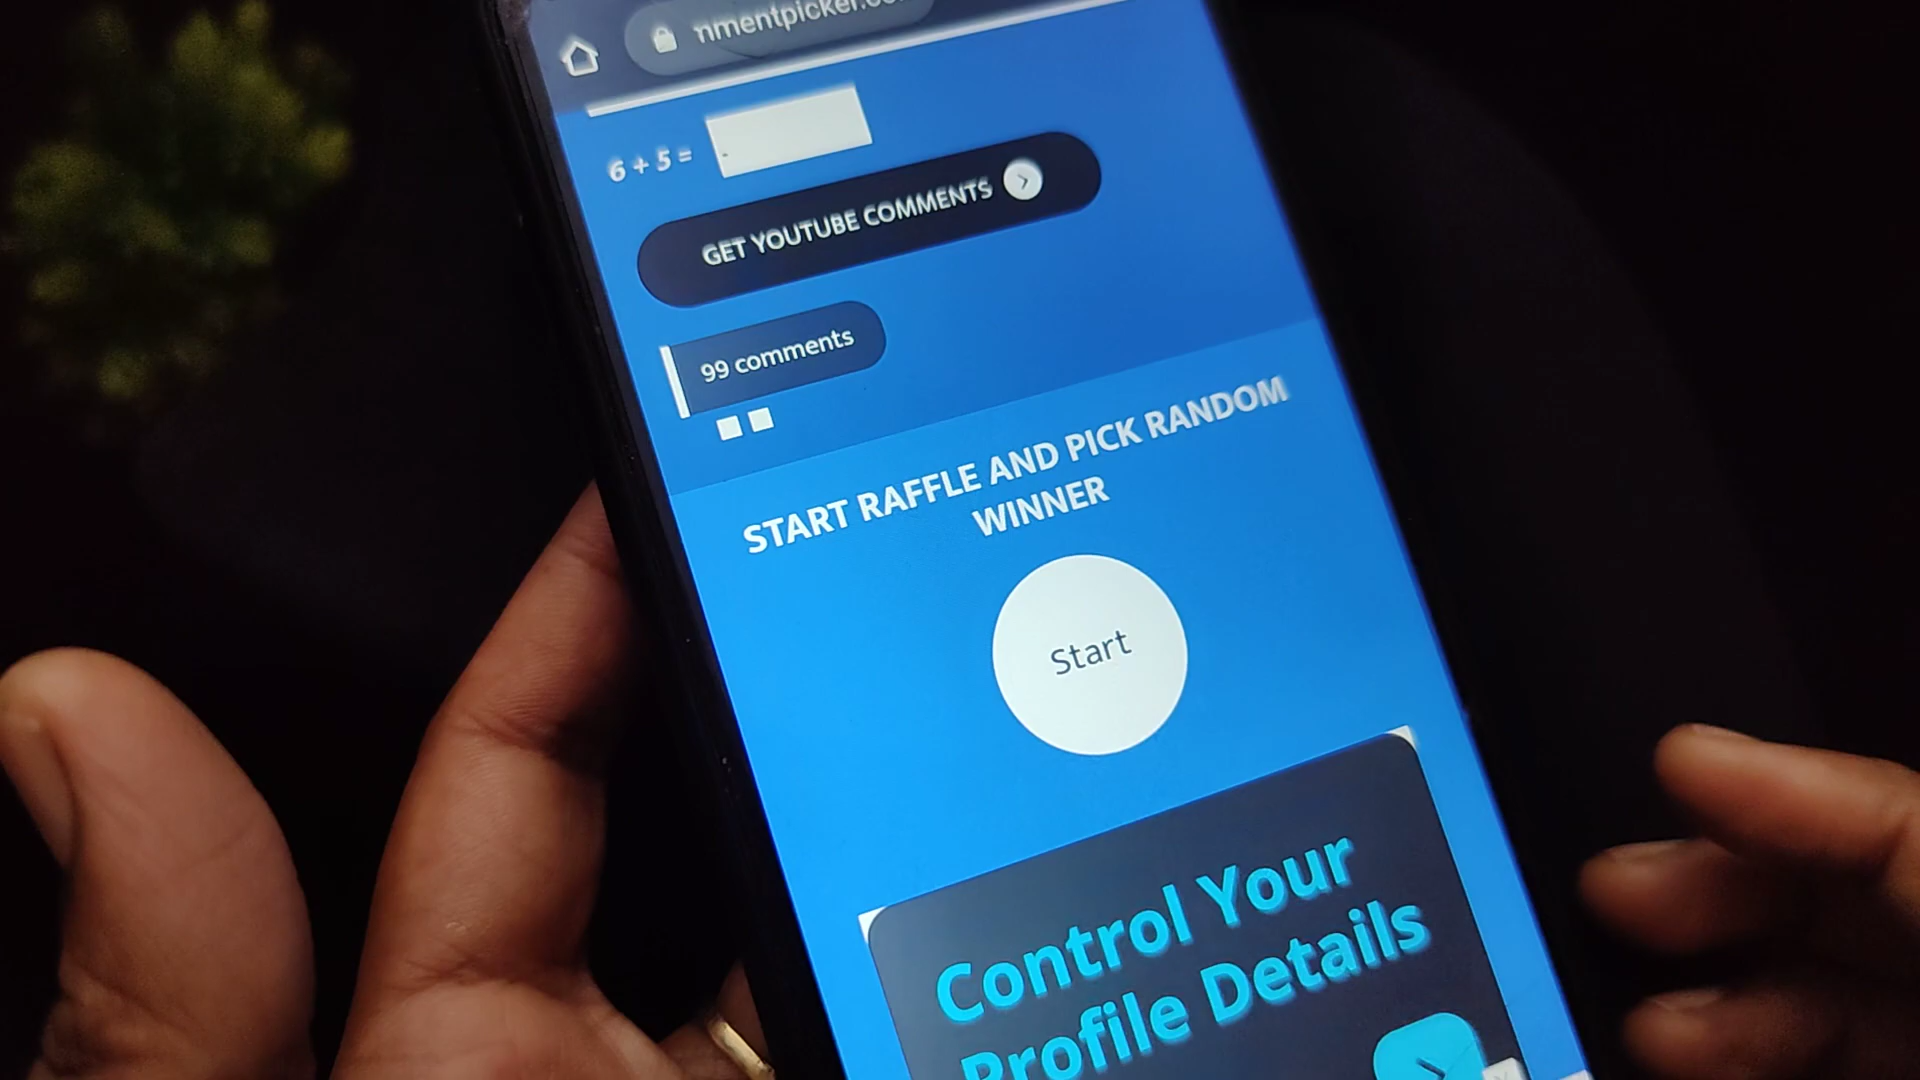 nmentpicker.co
6 + 5 =
GET YOUTUBE COMMENTS
99 comments
START RAFFLE AND PICK RANDOM
WINNER
Start
Control Your
Profile Details